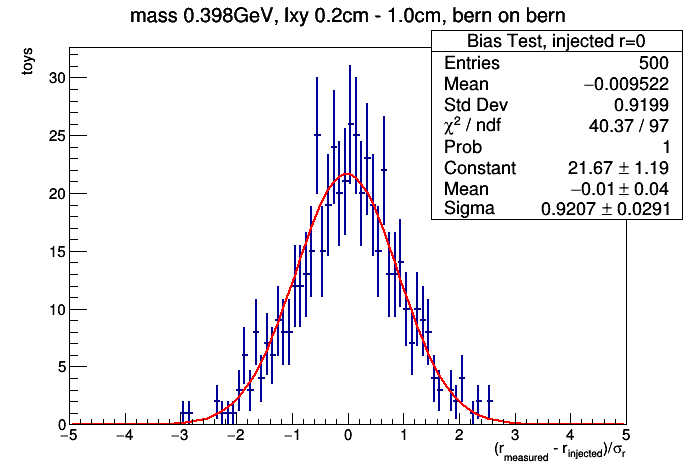 mass 0.398GeV, lxy 0.2cm - 1.0cm, bern on bern
Bias Test, injected r=0
Entries 500
Mean −0.009522
Std Dev 0.9199
χ² / ndf 40.37 / 97
Prob 1
Constant 21.67 ± 1.19
Mean −0.01 ± 0.04
Sigma 0.9207 ± 0.0291
toys
30
25
20
15
10
5
0
−5 −4 −3 −2 −1 0 1 2 3 4 5
(r_measured - r_injected)/σ_r